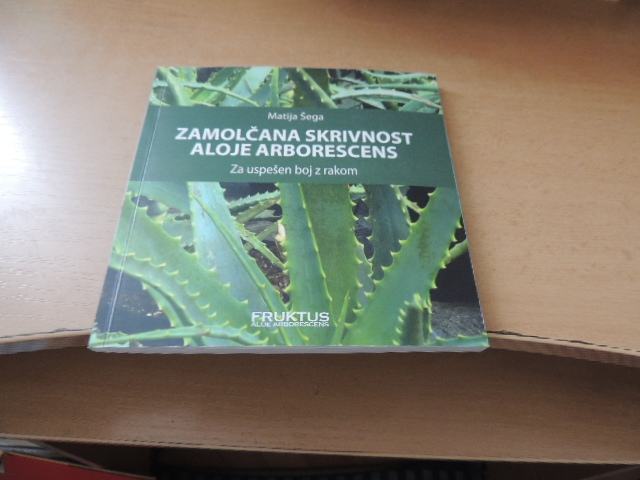 Matija Šega
ZAMOLČANA SKRIVNOST
ALOJE ARBORESCENS
Za uspešen boj z rakom
FRUKTUS
ALOE ARBORESCENS